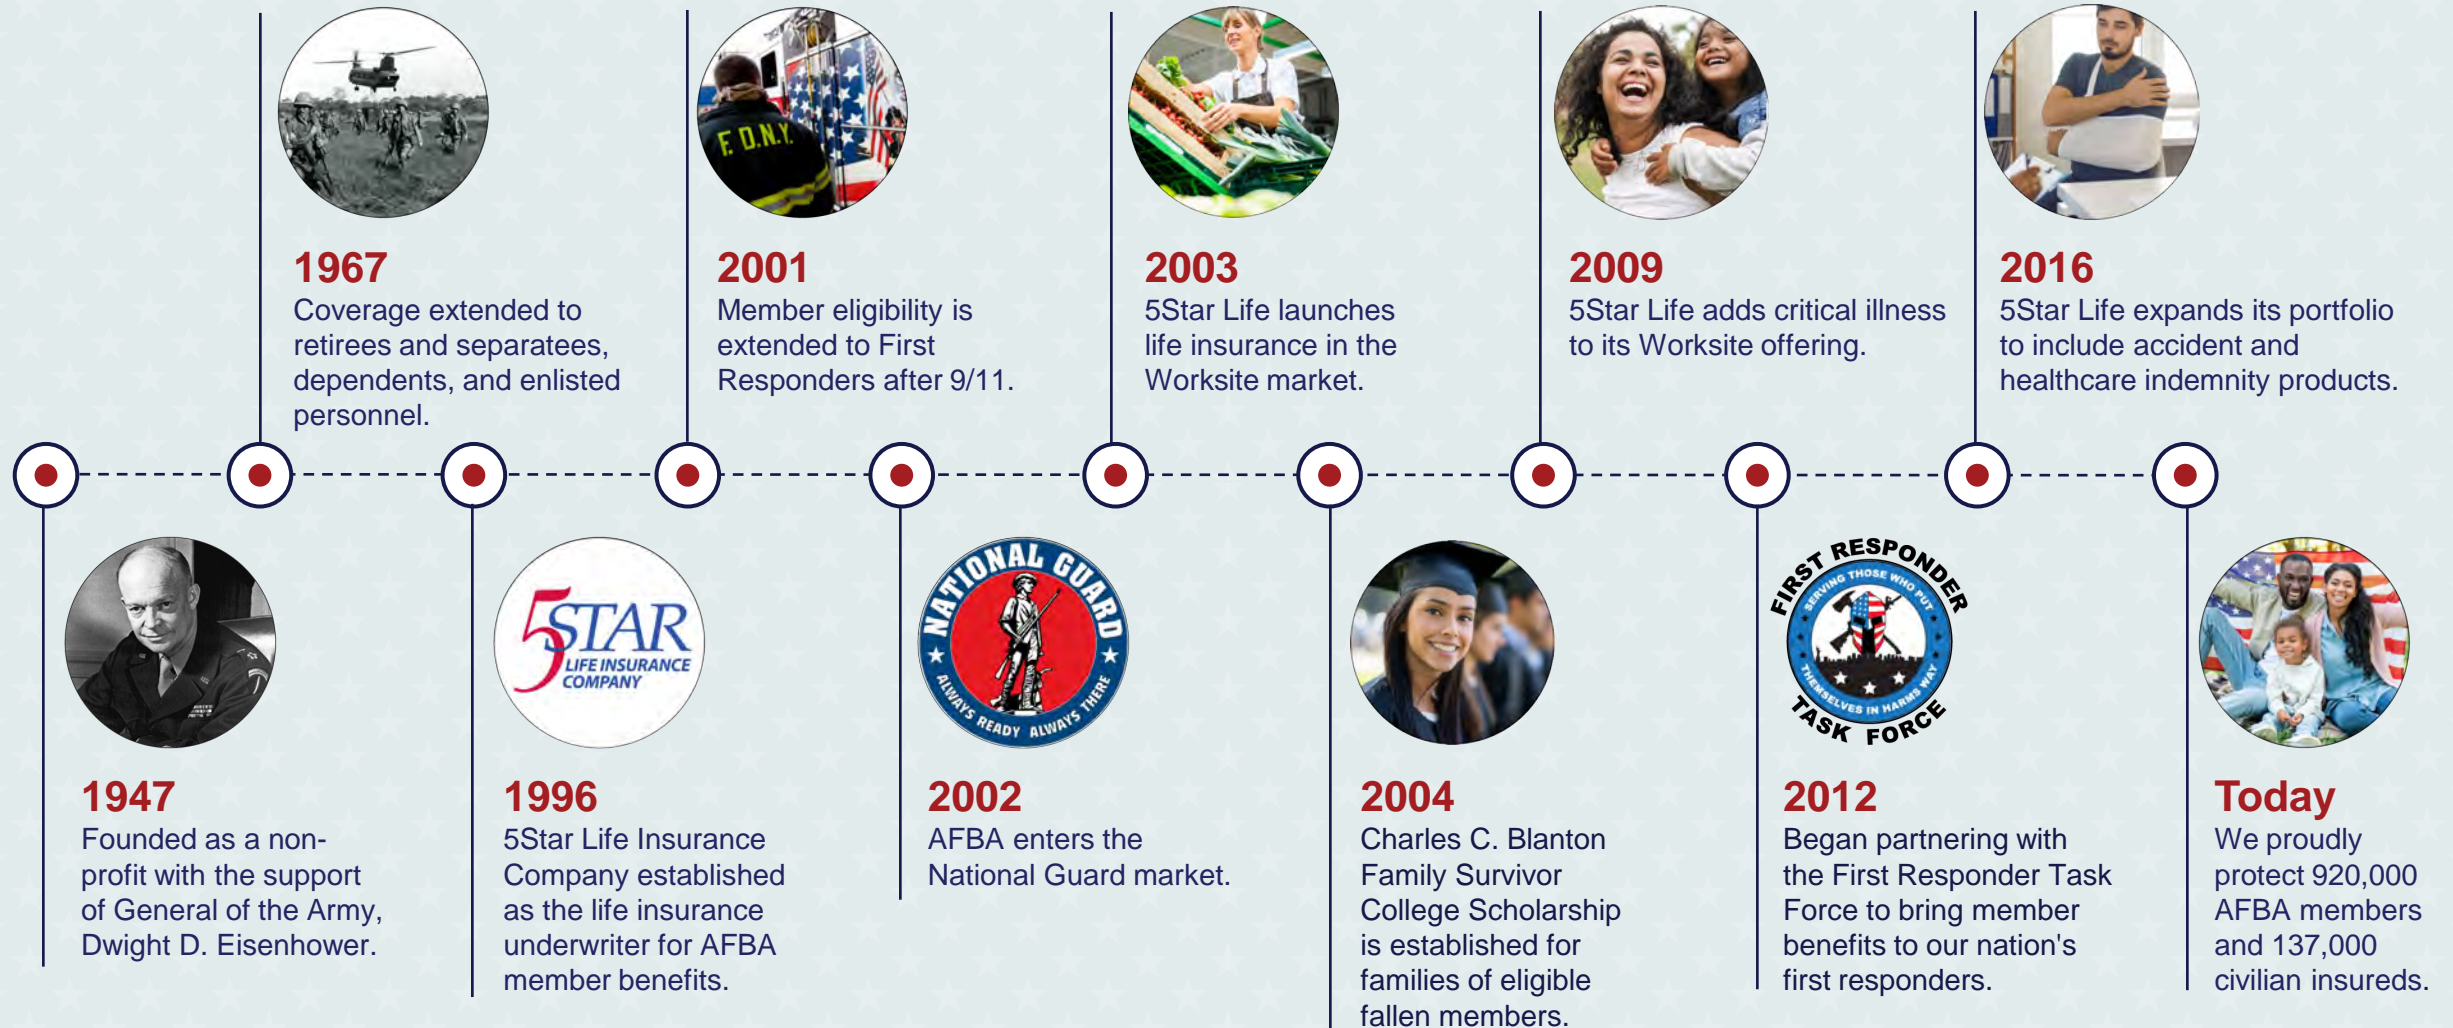 F. D.N.Y.
1967
Coverage extended to
retirees and separatees,
dependents, and enlisted
personnel.
2001
Member eligibility is
extended to First
Responders after 9/11.
2003
5Star Life launches
life insurance in the
Worksite market.
2009
5Star Life adds critical illness
to its Worksite offering.
2016
5Star Life expands its portfolio
to include accident and
healthcare indemnity products.
1947
Founded as a non-
profit with the support
of General of the Army,
Dwight D. Eisenhower.
5STAR
LIFE INSURANCE
COMPANY
1996
5Star Life Insurance
Company established
as the life insurance
underwriter for AFBA
member benefits.
NATIONAL GUARD
ALWAYS READY ALWAYS THERE
2002
AFBA enters the
National Guard market.
2004
Charles C. Blanton
Family Survivor
College Scholarship
is established for
families of eligible
fallen members.
FIRST RESPONDER
SERVING THOSE WHO PUT
THEMSELVES IN HARMS WAY
TASK FORCE
2012
Began partnering with
the First Responder Task
Force to bring member
benefits to our nation's
first responders.
Today
We proudly
protect 920,000
AFBA members
and 137,000
civilian insureds.